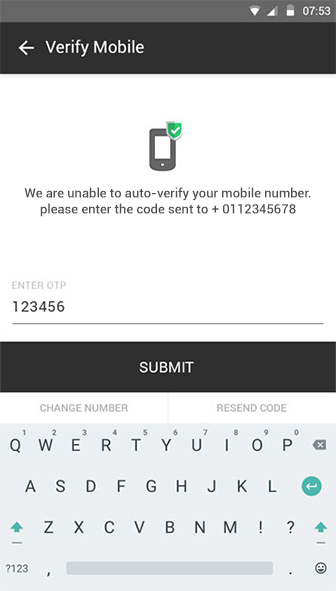 07:53
Verify Mobile
We are unable to auto-verify your mobile number.
please enter the code sent to + 0112345678
ENTER OTP
123456
SUBMIT
CHANGE NUMBER RESEND CODE
1 2 3 4 5 6 7 8 9 0
Q W E R T Y U I O P
A S D F G H J K L
Z X C V B N M ! ?
?123 , .